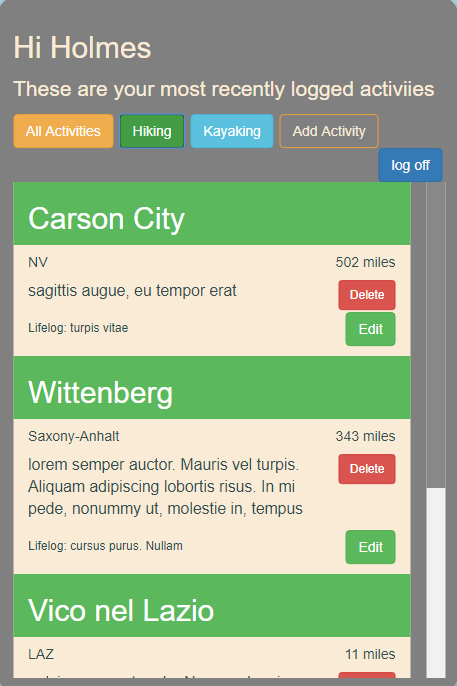 Hi Holmes
These are your most recently logged activiies
All Activities Hiking Kayaking Add Activity
log off
Carson City
NV 502 miles
sagittis augue, eu tempor erat Delete
Lifelog: turpis vitae Edit
Wittenberg
Saxony-Anhalt 343 miles
lorem semper auctor. Mauris vel turpis. Delete
Aliquam adipiscing lobortis risus. In mi
pede, nonummy ut, molestie in, tempus
Lifelog: cursus purus. Nullam Edit
Vico nel Lazio
LAZ 11 miles